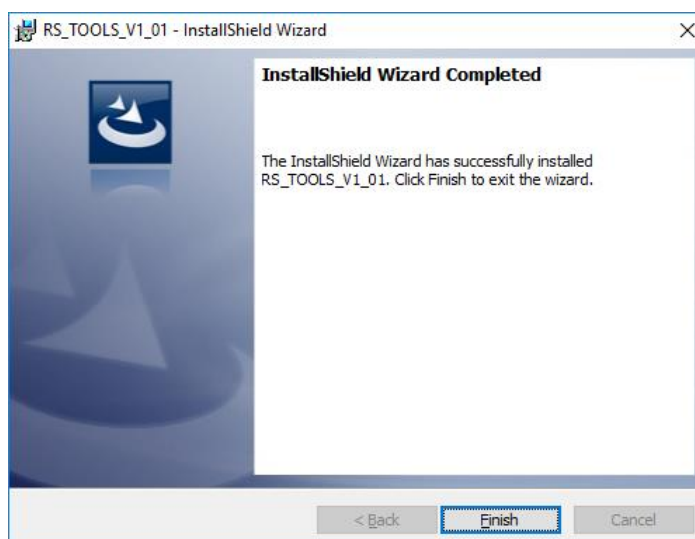 RS_TOOLS_V1_01 - InstallShield Wizard
InstallShield Wizard Completed
The InstallShield Wizard has successfully installed
RS_TOOLS_V1_01. Click Finish to exit the wizard.
< Back
Finish
Cancel